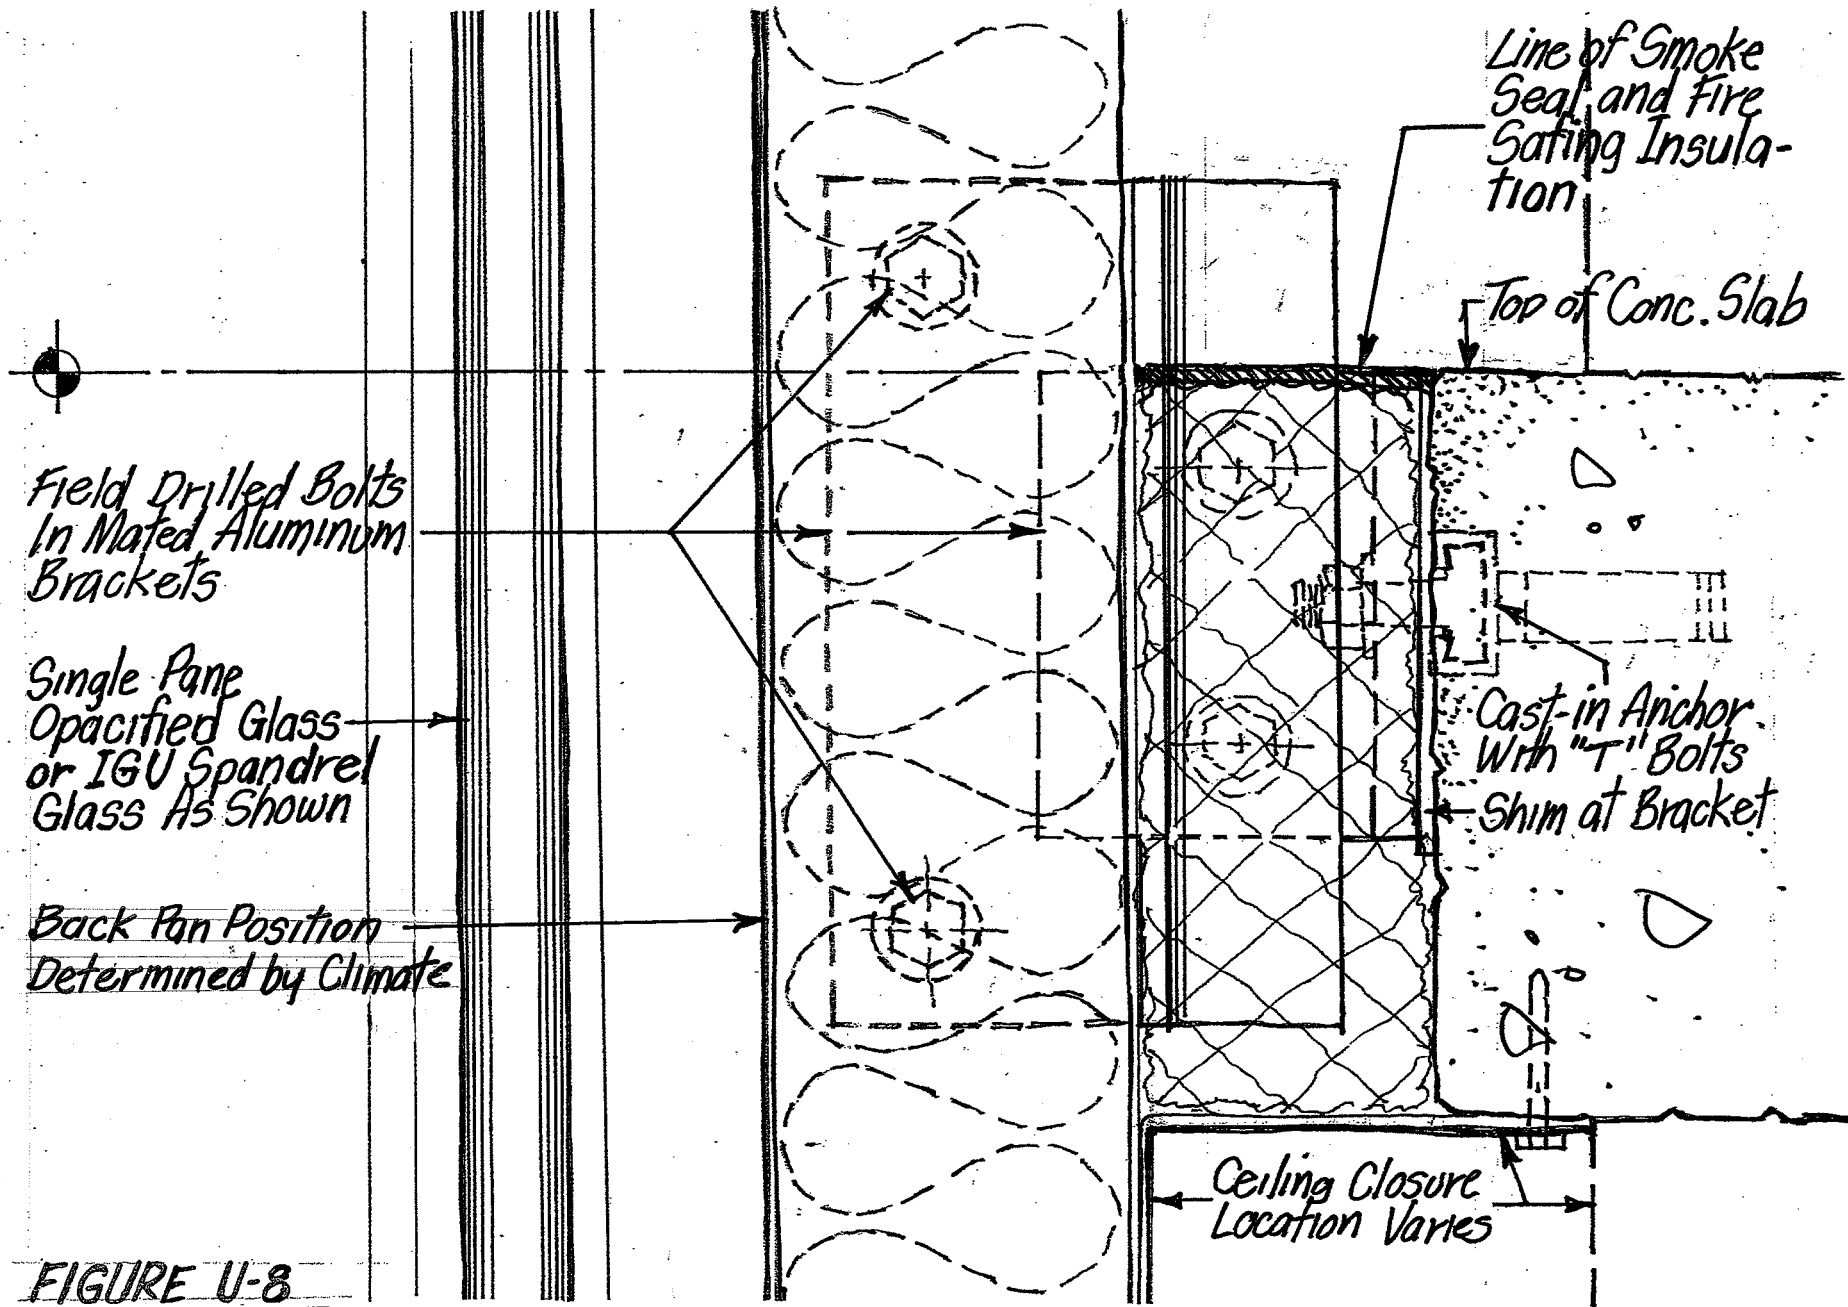 Line of Smoke
Seal and Fire
Safing Insula-
tion
Top of Conc. Slab
Field Drilled Bolts
In Mated Aluminum
Brackets
Single Pane
Opacified Glass
or IGU Spandrel
Glass As Shown
Cast-in Anchor
With "T" Bolts
Shim at Bracket
Back Pan Position
Determined by Climate
Ceiling Closure
Location Varies
FIGURE U-8